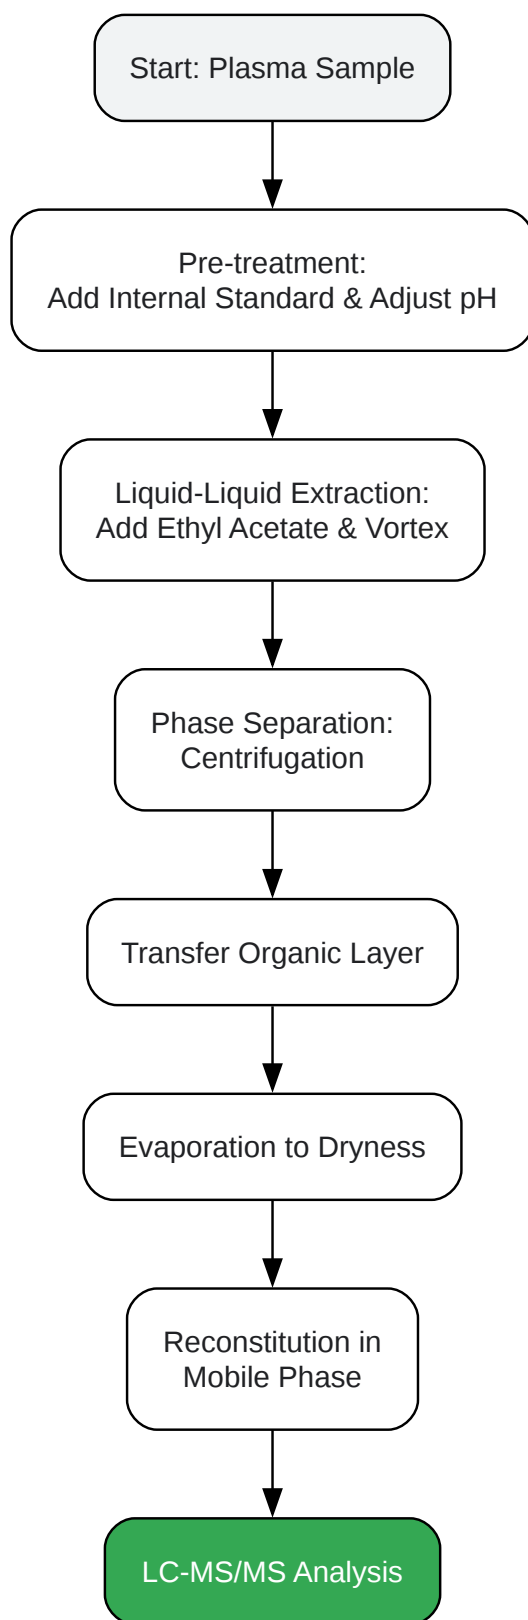 Start: Plasma Sample
Pre-treatment:
Add Internal Standard & Adjust pH
Liquid-Liquid Extraction:
Add Ethyl Acetate & Vortex
Phase Separation:
Centrifugation
Transfer Organic Layer
Evaporation to Dryness
Reconstitution in
Mobile Phase
LC-MS/MS Analysis